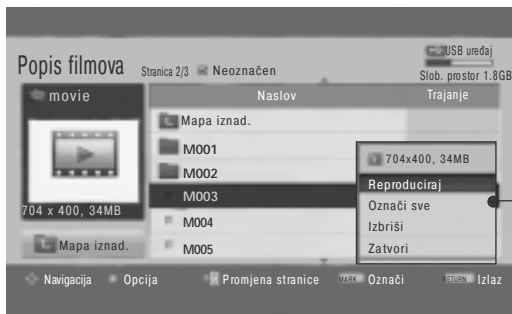 USB uređaj
Popis filmova Stranica 2/3 Neoznačen
Slob. prostor 1.8GB
movie
Naslov Trajanje
Mapa iznad.
M001
M002
M003
M004
M005
704 x 400, 34MB
Mapa iznad.
704x400, 34MB
Reproduciraj
Označi sve
Izbriši
Zatvori
Navigacija Opcija Promjena stranice MARK Označi RETURN Izlaz